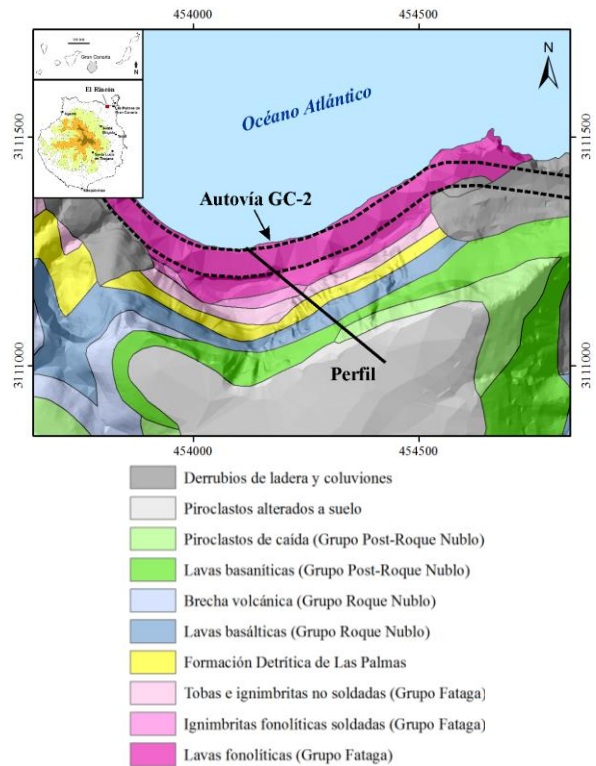 454000
454500
3111500
3111000
Gran Canaria
N
El Rincón
Océano Atlántico
Autovía GC-2
Perfil
N
3111500
3111000
454000
454500
Derrubios de ladera y coluviones
Piroclastos alterados a suelo
Piroclastos de caída (Grupo Post-Roque Nublo)
Lavas basaníticas (Grupo Post-Roque Nublo)
Brecha volcánica (Grupo Roque Nublo)
Lavas basálticas (Grupo Roque Nublo)
Formación Detrítica de Las Palmas
Tobas e ignimbritas no soldadas (Grupo Fataga)
Ignimbritas fonolíticas soldadas (Grupo Fataga)
Lavas fonolíticas (Grupo Fataga)